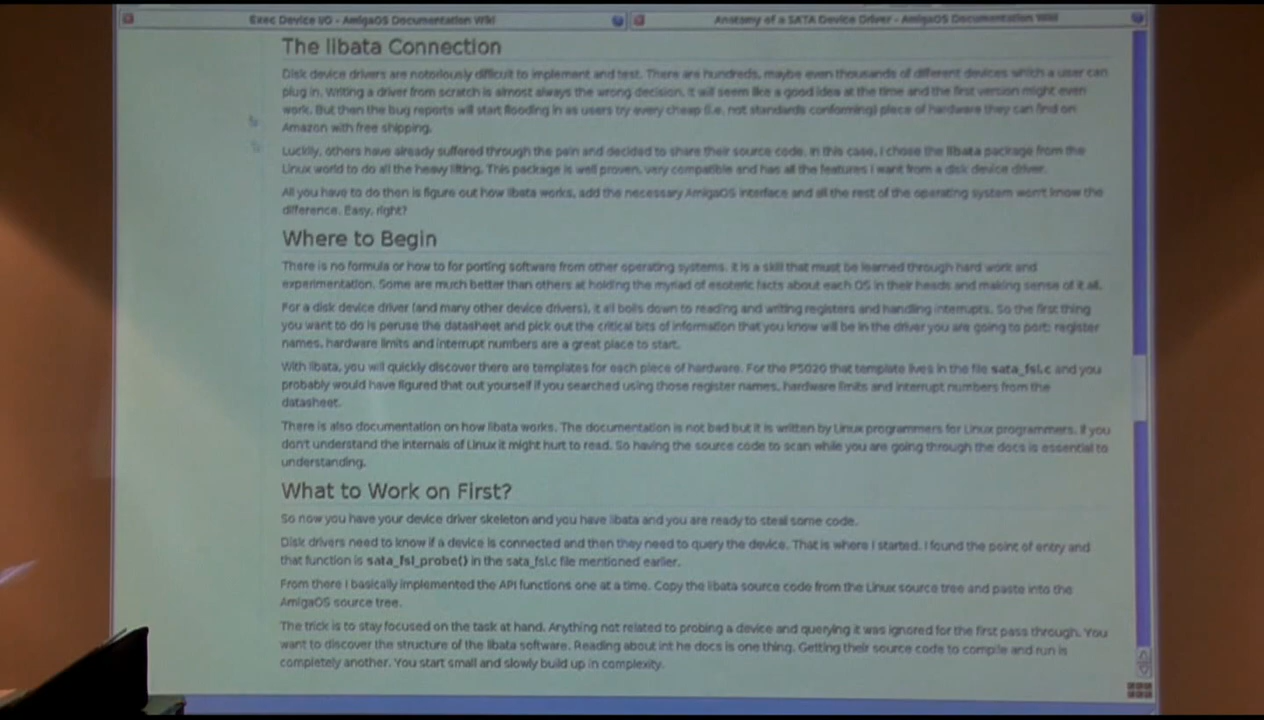 Exec Device I/O - AmigaOS Documentation Wiki
Anatomy of a SATA Device Driver - AmigaOS Documentation Wiki
The libata Connection
Disk device drivers are notoriously difficult to implement and test. There are hundreds, maybe even thousands of different devices which a user can
plug in. Writing a driver from scratch is almost always the wrong decision. It will seem like a good idea at the time and the first version might even
work. But then the bug reports will start flooding in as users try every cheap (i.e. not standards conforming) piece of hardware they can find on
Amazon with free shipping.
Luckily, others have already suffered through the pain and decided to share their source code. In this case, I chose the libata package from the
Linux world to do all the heavy lifting. This package is well proven, very compatible and has all the features I want from a disk device driver.
All you have to do then is figure out how libata works, add the necessary AmigaOS interface and all the rest of the operating system won't know the
difference. Easy, right?
Where to Begin
There is no formula or how to for porting software from other operating systems. It is a skill that must be learned through hard work and
experimentation. Some are much better than others at holding the myriad of esoteric facts about each OS in their heads and making sense of it all.
For a disk device driver (and many other device drivers), it all boils down to reading and writing registers and handling interrupts. So the first thing
you want to do is peruse the datasheet and pick out the critical bits of information that you know will be in the driver you are going to port: register
names, hardware limits and interrupt numbers are a great place to start.
With libata, you will quickly discover there are templates for each piece of hardware. For the P5020 that template lives in the file sata_fsl.c and you
probably would have figured that out yourself if you searched using those register names, hardware limits and interrupt numbers from the
datasheet.
There is also documentation on how libata works. The documentation is not bad but it is written by Linux programmers for Linux programmers. If you
don't understand the internals of Linux it might hurt to read. So having the source code to scan while you are going through the docs is essential to
understanding.
What to Work on First?
So now you have your device driver skeleton and you have libata and you are ready to steal some code.
Disk drivers need to know if a device is connected and then they need to query the device. That is where I started. I found the point of entry and
that function is sata_fsl_probe() in the sata_fsl.c file mentioned earlier.
From there I basically implemented the API functions one at a time. Copy the libata source code from the Linux source tree and paste into the
AmigaOS source tree.
The trick is to stay focused on the task at hand. Anything not related to probing a device and querying it was ignored for the first pass through. You
want to discover the structure of the libata software. Reading about int he docs is one thing. Getting their source code to compile and run is
completely another. You start small and slowly build up in complexity.